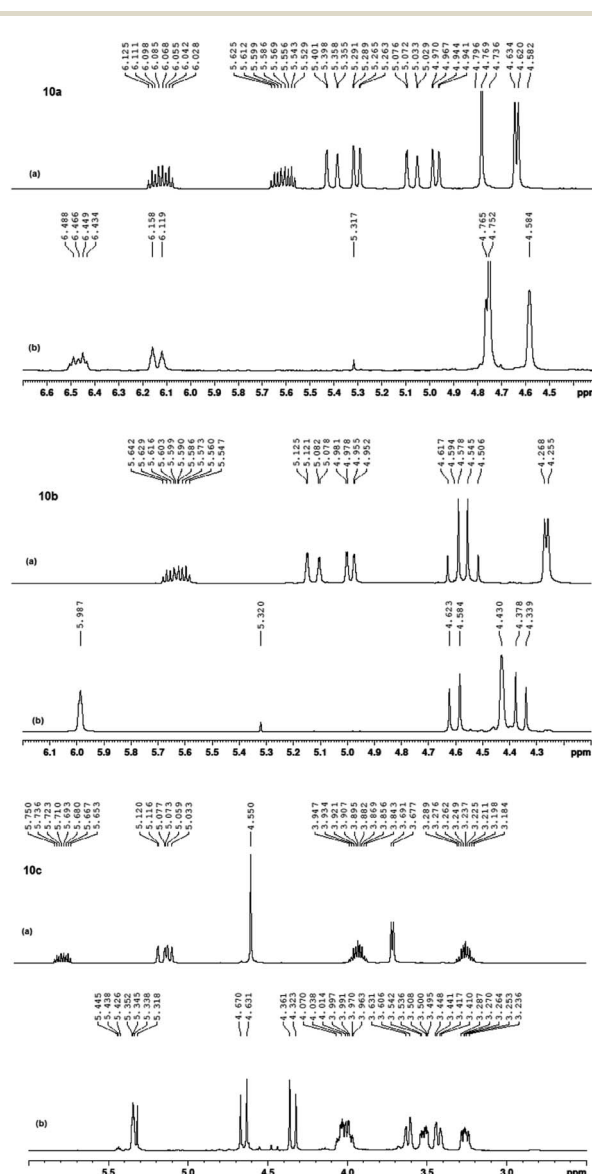 6.125 6.111 6.098 6.085 6.068 6.055 6.042 6.028 5.625 5.612 5.599 5.586 5.569 5.556 5.543 5.529 5.401 5.398 5.358 5.355 5.291 5.289 5.265 5.263 5.076 5.072 5.033 5.029 4.970 4.967 4.944 4.941 4.796 4.769 4.736 4.634 4.620 4.582
10a
(a)
6.488 6.466 6.449 6.434 6.158 6.119 5.317 4.765 4.752 4.584
(b)
6.6 6.5 6.4 6.3 6.2 6.1 6.0 5.9 5.8 5.7 5.6 5.5 5.4 5.3 5.2 5.1 5.0 4.9 4.8 4.7 4.6 4.5 4.4 ppm
5.642 5.629 5.616 5.603 5.599 5.590 5.586 5.573 5.560 5.547 5.125 5.121 5.082 5.078 4.981 4.978 4.955 4.952 4.617 4.594 4.578 4.545 4.506 4.268 4.255
10b
(a)
5.987 5.320 4.623 4.584 4.430 4.378 4.339
(b)
6.1 6.0 5.9 5.8 5.7 5.6 5.5 5.4 5.3 5.2 5.1 5.0 4.9 4.8 4.7 4.6 4.5 4.4 4.3 ppm
5.750 5.736 5.723 5.710 5.693 5.680 5.667 5.653 5.120 5.116 5.077 5.073 5.059 5.033 4.550 3.947 3.934 3.921 3.907 3.895 3.882 3.869 3.856 3.843 3.691 3.677 3.289 3.276 3.262 3.249 3.237 3.225 3.211 3.198 3.184
10c
(a)
5.445 5.438 5.426 5.352 5.345 5.338 5.318 4.670 4.631 4.361 4.323 4.070 4.038 4.014 3.997 3.991 3.970 3.963 3.631 3.606 3.542 3.536 3.508 3.500 3.495 3.448 3.441 3.417 3.410 3.287 3.270 3.264 3.253 3.236
(b)
5.5 5.0 4.5 4.0 3.5 3.0 ppm